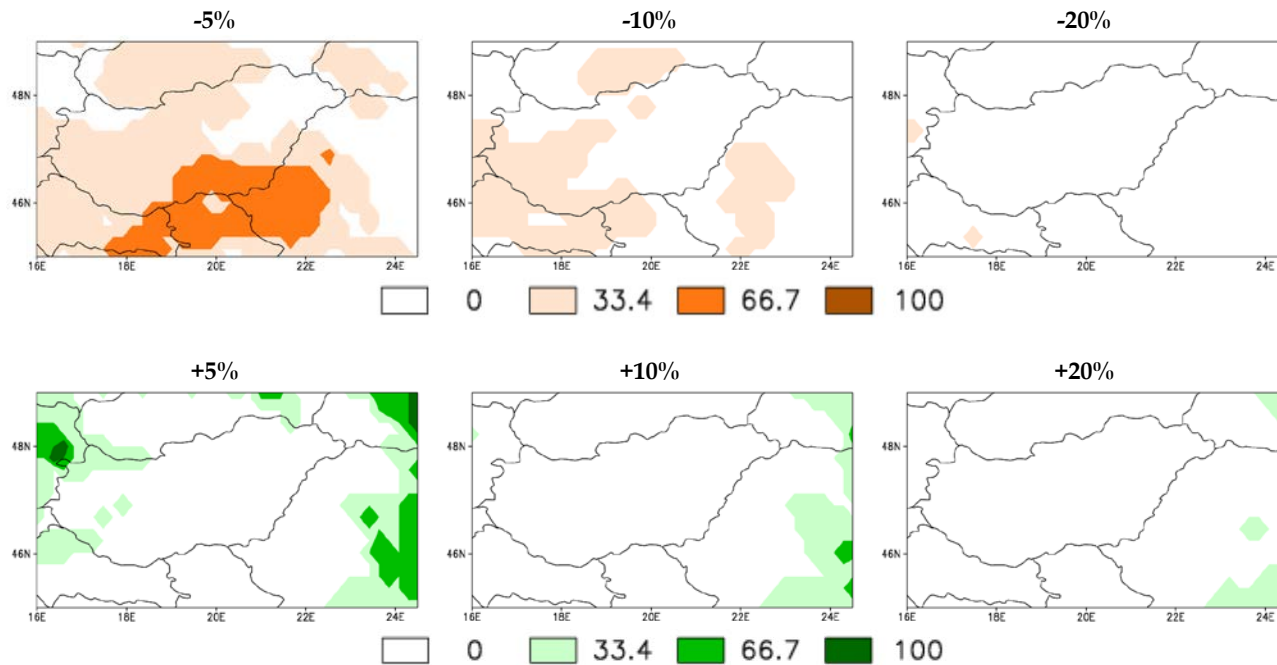 -5% -10% -20%
48N 48N 48N
46N 46N 46N
16E 18E 20E 22E 24E 16E 18E 20E 22E 24E 16E 18E 20E 22E 24E
0 33.4 66.7 100
+5% +10% +20%
48N 48N 48N
46N 46N 46N
16E 18E 20E 22E 24E 16E 18E 20E 22E 24E 16E 18E 20E 22E 24E
0 33.4 66.7 100